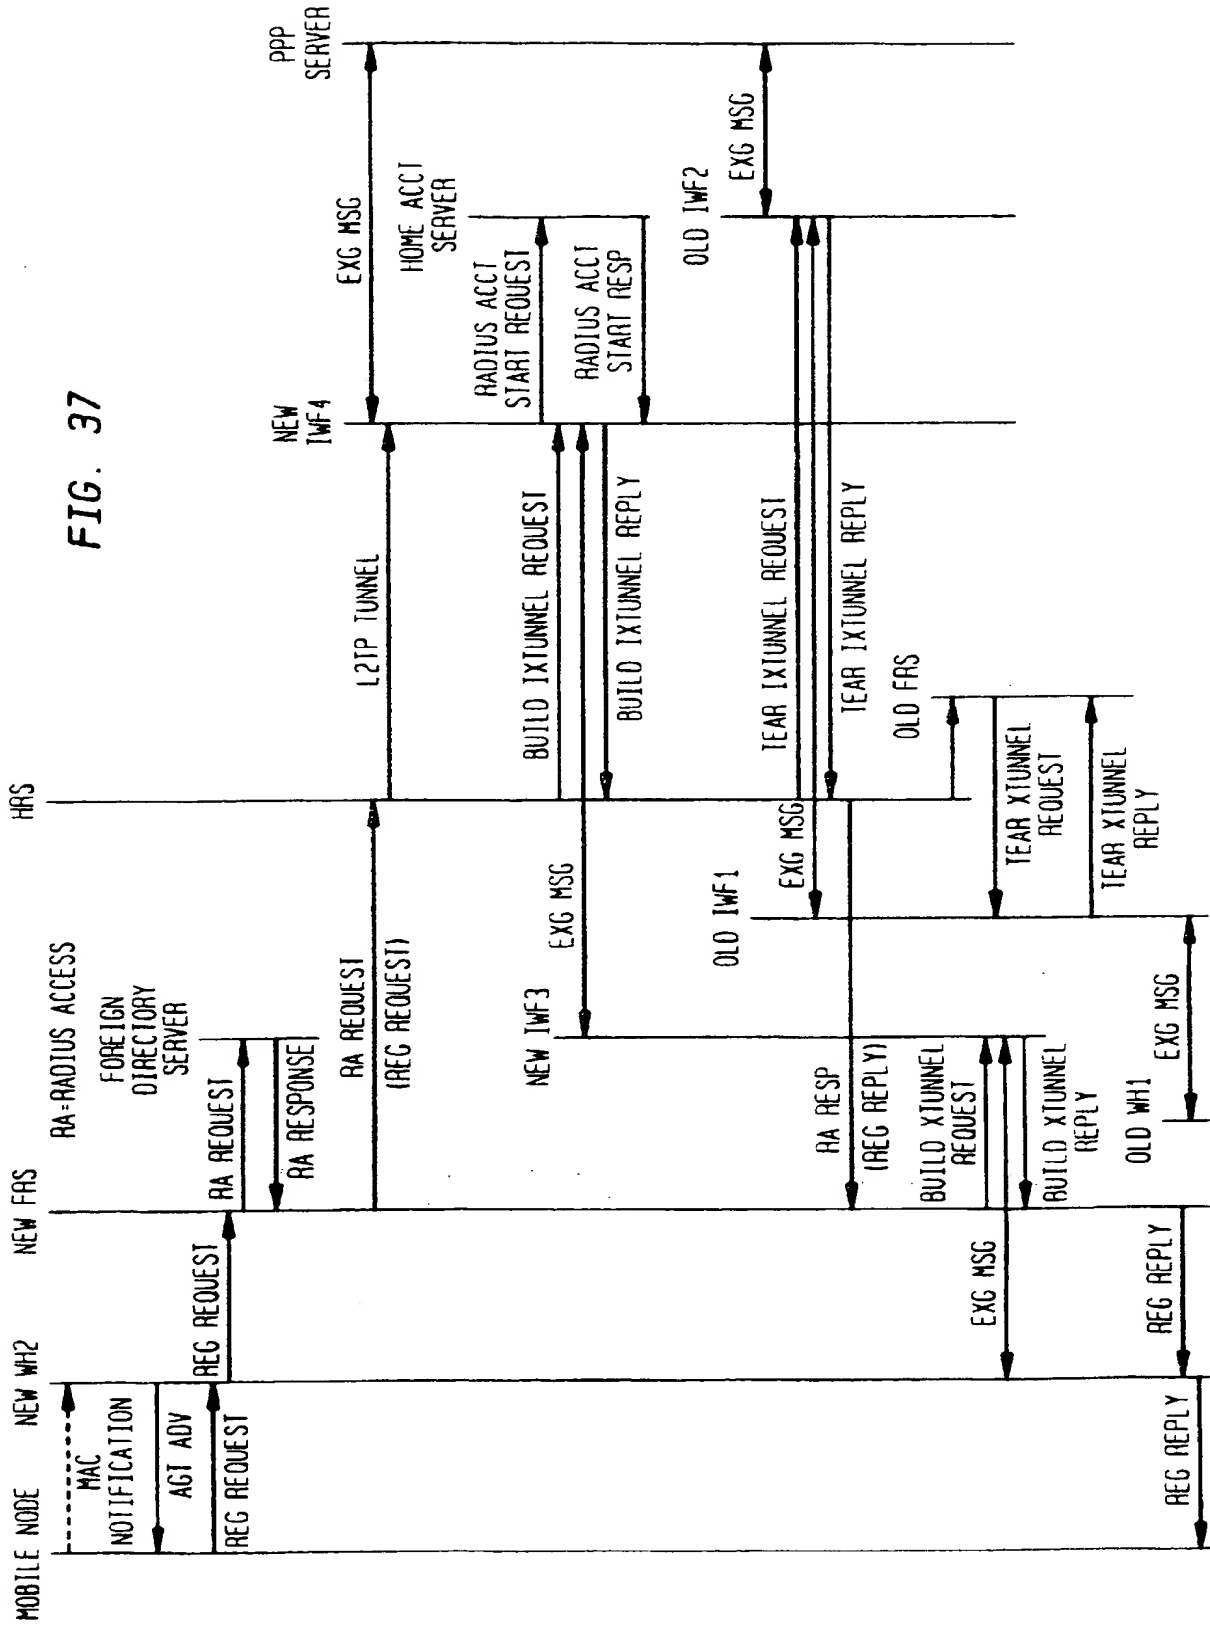 FIG. 37
MOBILE NODE
NEW WH2
NEW FRS
HRS
RA=RADIUS ACCESS
FOREIGN
DIRECTORY
SERVER
NEW
IWF4
PPP
SERVER
MAC
NOTIFICATION
AGT ADV
REG REQUEST
REG REQUEST
RA REQUEST
RA RESPONSE
RA REQUEST
(REG REQUEST)
L2TP TUNNEL
EXG MSG
HOME ACCT
SERVER
RADIUS ACCT
START REQUEST
RADIUS ACCT
START RESP
BUILD IXTUNNEL REQUEST
BUILD IXTUNNEL REPLY
EXG MSG
NEW IWF3
OLD IWF2
EXG MSG
TEAR IXTUNNEL REQUEST
TEAR IXTUNNEL REPLY
EXG MSG
OLD IWF1
OLD FRS
RA RESP
(REG REPLY)
BUILD XTUNNEL
REQUEST
BUILD XTUNNEL
REPLY
EXG MSG
TEAR XTUNNEL
REQUEST
TEAR XTUNNEL
REPLY
OLD WH1
EXG MSG
REG REPLY
REG REPLY